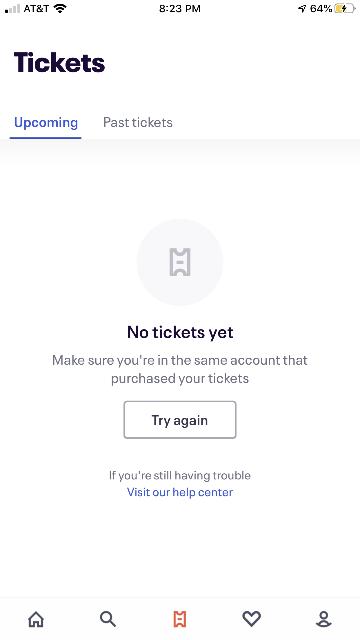 AT&T 8:23 PM 64%
Tickets
Upcoming Past tickets
No tickets yet
Make sure you're in the same account that
purchased your tickets
Try again
If you're still having trouble
Visit our help center